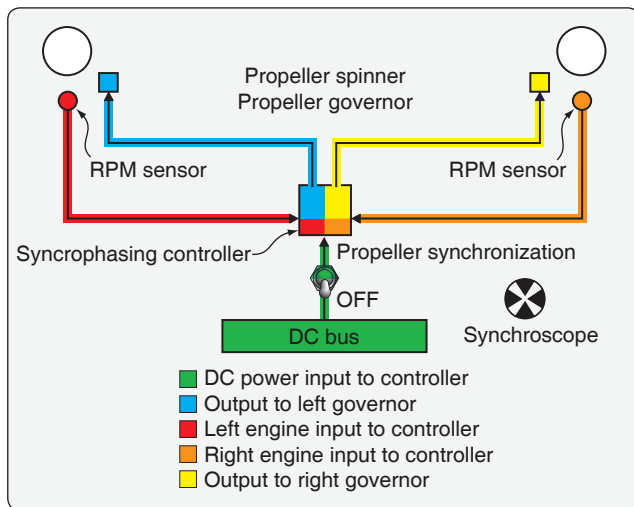 Propeller spinner
Propeller governor
RPM sensor
RPM sensor
Syncrophasing controller
Propeller synchronization
OFF
DC bus
Synchroscope
DC power input to controller
Output to left governor
Left engine input to controller
Right engine input to controller
Output to right governor